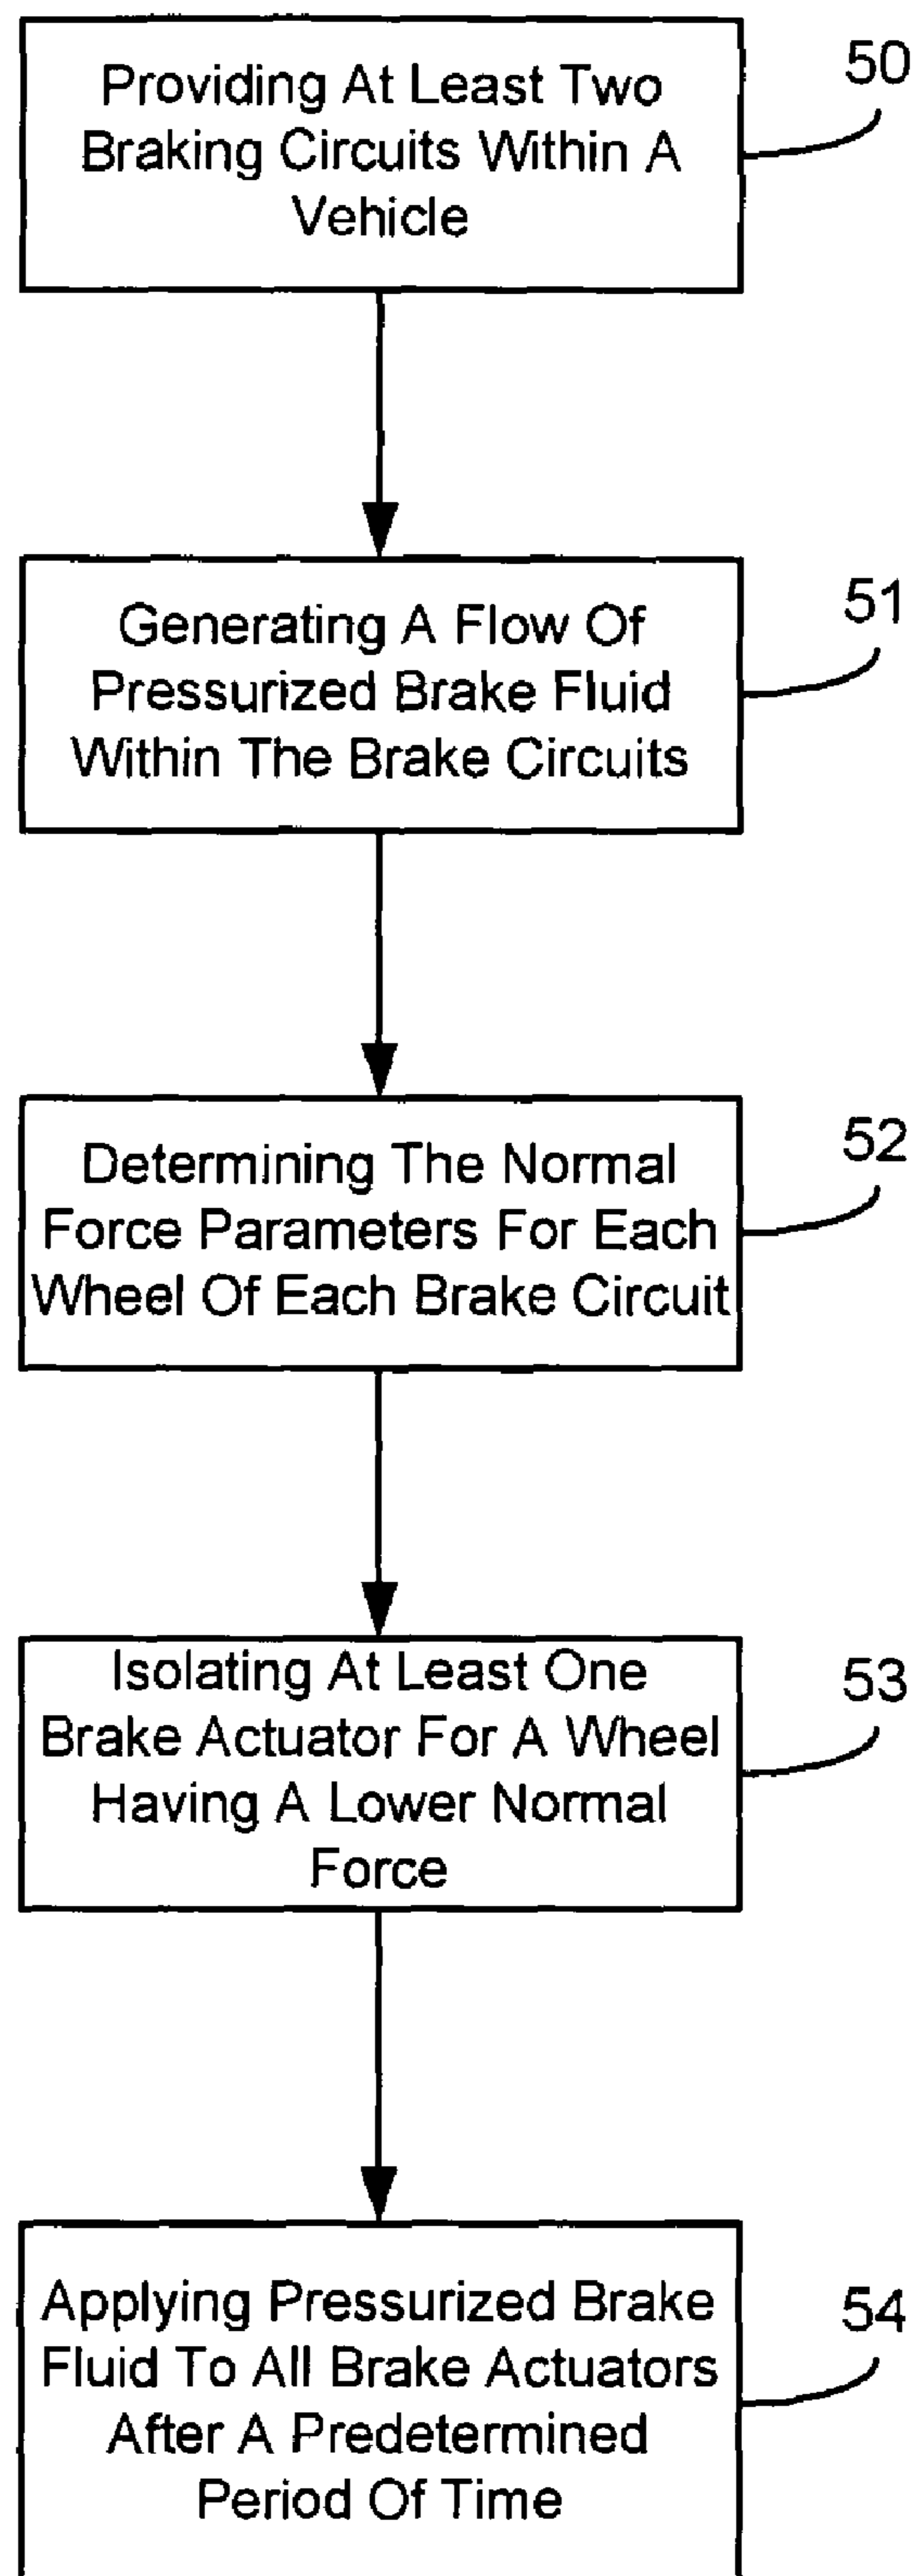 Providing At Least Two
Braking Circuits Within A
Vehicle
50
Generating A Flow Of
Pressurized Brake Fluid
Within The Brake Circuits
51
Determining The Normal
Force Parameters For Each
Wheel Of Each Brake Circuit
52
Isolating At Least One
Brake Actuator For A Wheel
Having A Lower Normal
Force
53
Applying Pressurized Brake
Fluid To All Brake Actuators
After A Predetermined
Period Of Time
54